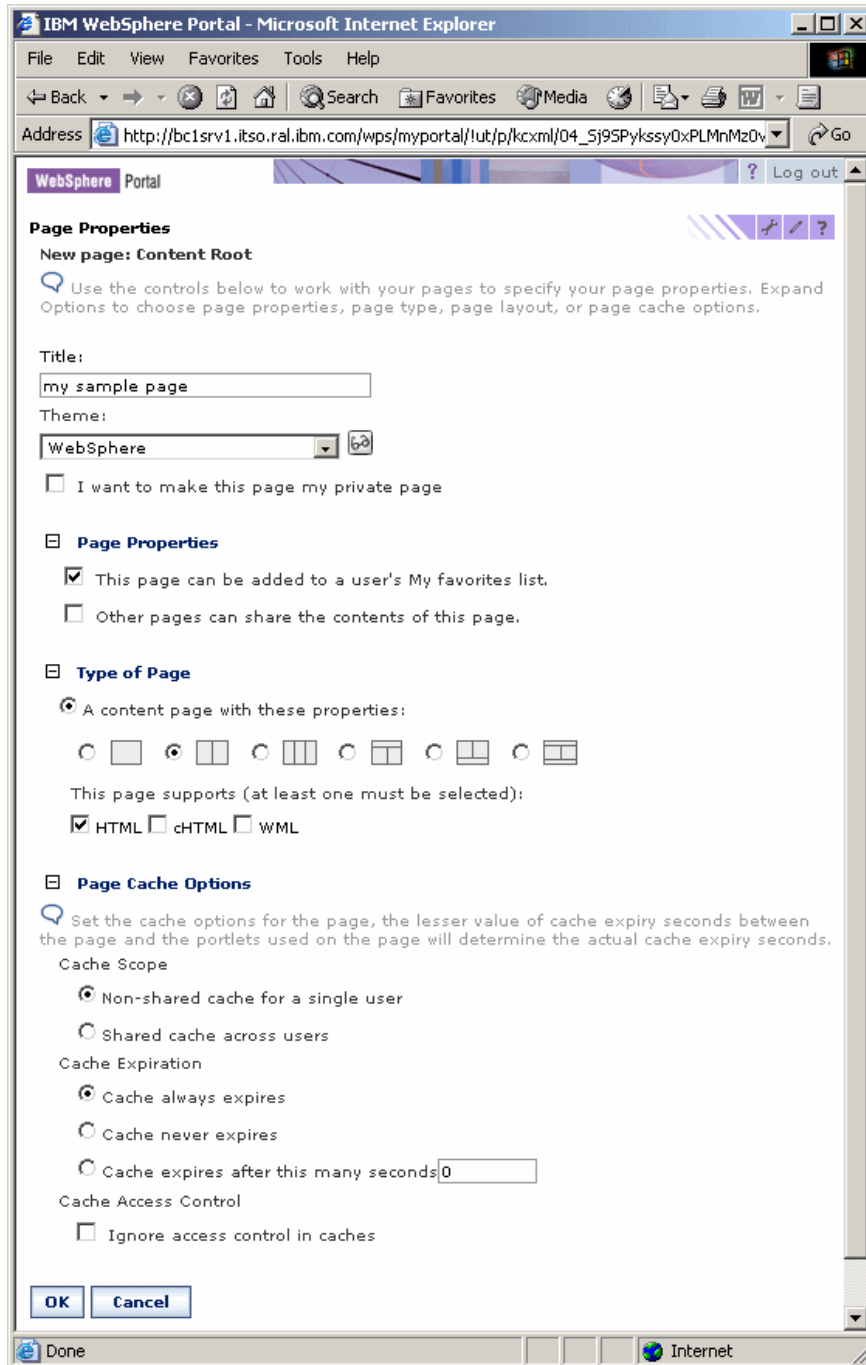 IBM WebSphere Portal - Microsoft Internet Explorer
File Edit View Favorites Tools Help
Back Search Favorites Media
Address http://bc1srv1.itso.ral.ibm.com/wps/myportal/!ut/p/kcxml/04_Sj9SPykssy0xPLMnMz0v Go
WebSphere Portal ? Log out
Page Properties ?
New page: Content Root
Use the controls below to work with your pages to specify your page properties. Expand
Options to choose page properties, page type, page layout, or page cache options.
Title:
my sample page
Theme:
WebSphere
I want to make this page my private page
Page Properties
This page can be added to a user's My favorites list.
Other pages can share the contents of this page.
Type of Page
A content page with these properties:
This page supports (at least one must be selected):
HTML cHTML WML
Page Cache Options
Set the cache options for the page, the lesser value of cache expiry seconds between
the page and the portlets used on the page will determine the actual cache expiry seconds.
Cache Scope
Non-shared cache for a single user
Shared cache across users
Cache Expiration
Cache always expires
Cache never expires
Cache expires after this many seconds 0
Cache Access Control
Ignore access control in caches
OK Cancel
Done Internet